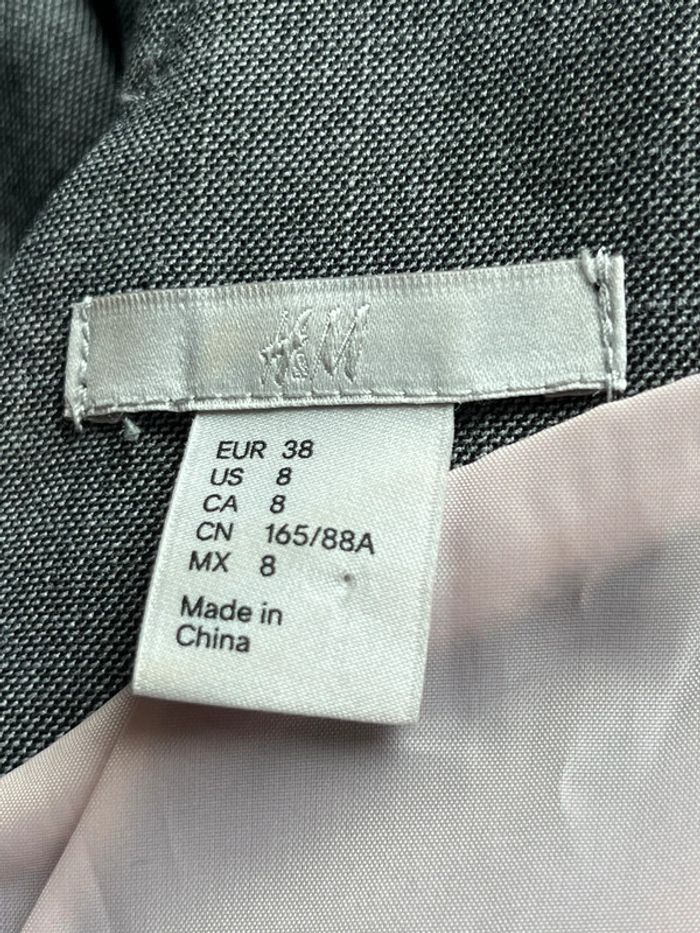 H&M
EUR 38
US 8
CA 8
CN 165/88A
MX 8
Made in
China